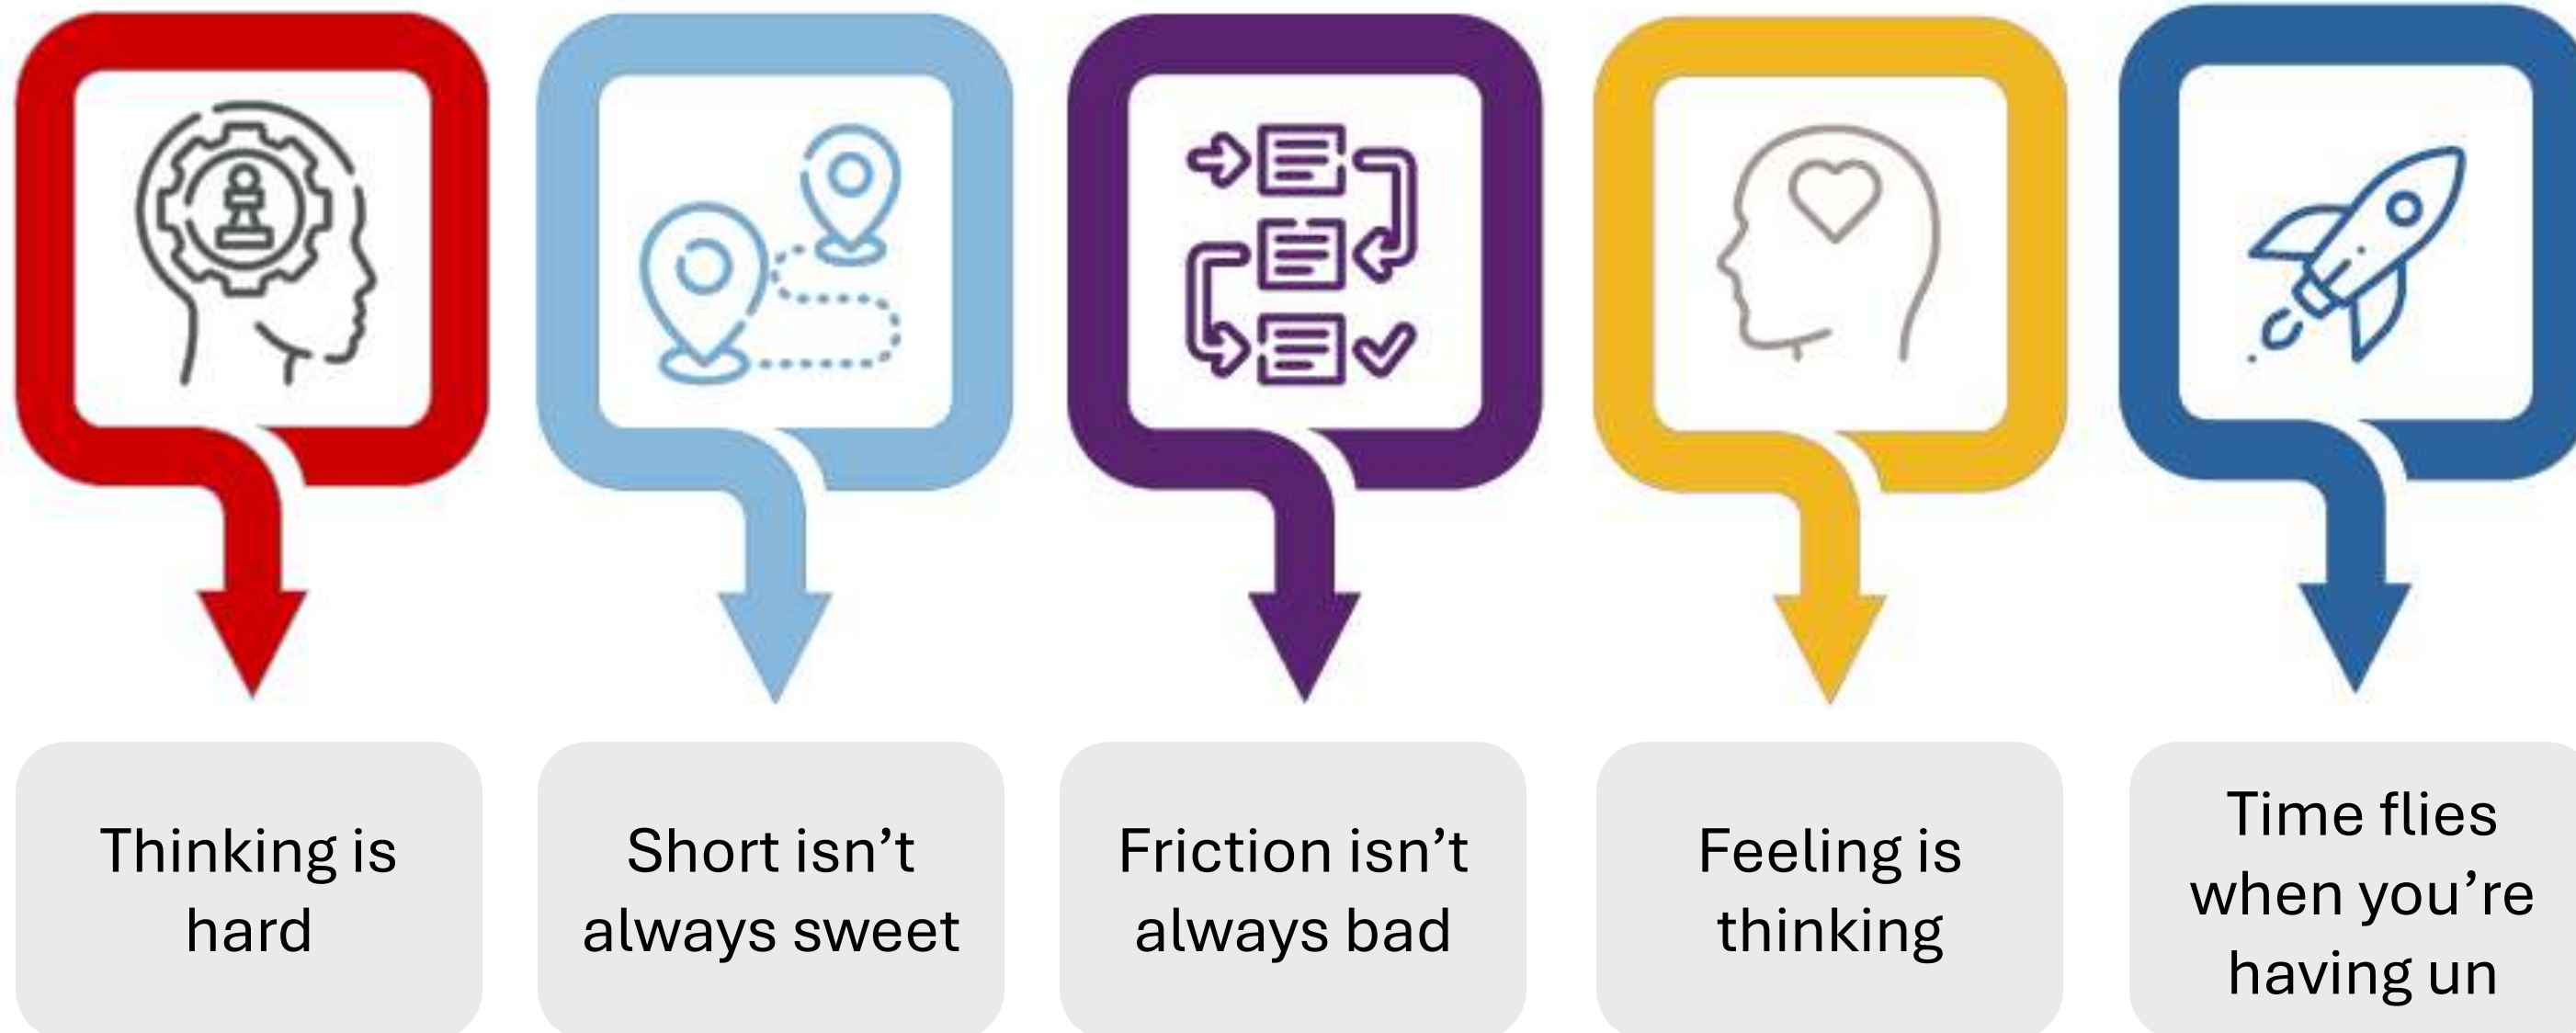 Thinking is
hard
Short isn’t
always sweet
Friction isn’t
always bad
Feeling is
thinking
Time flies
when you’re
having un